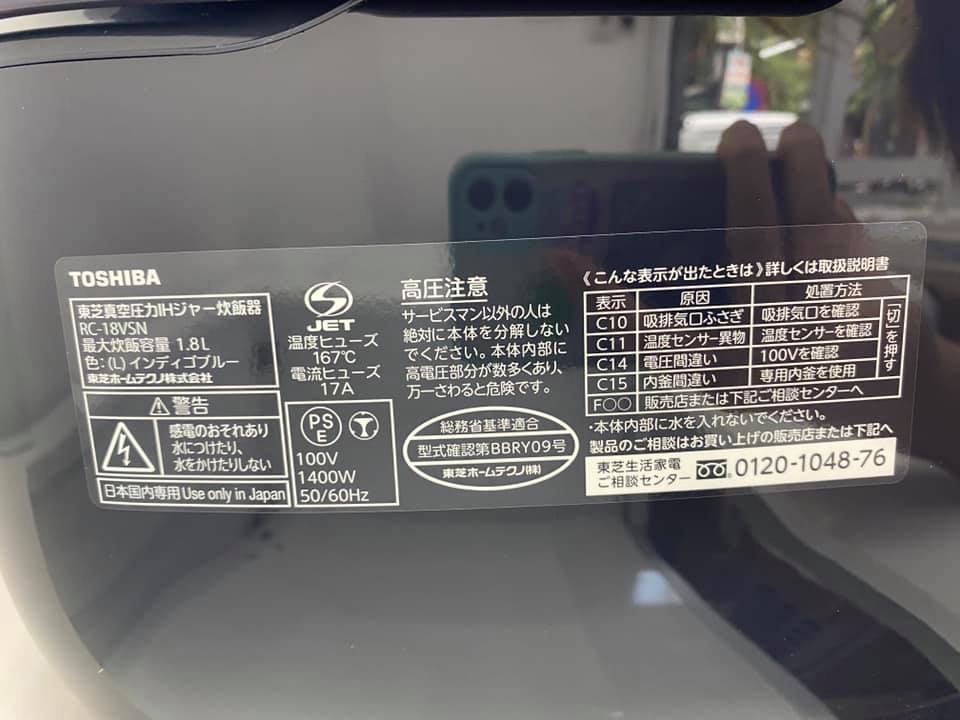 TOSHIBA
東芝真空圧力IHジャー炊飯器
RC-18VSN
最大炊飯容量 1.8L
色:(L)インディゴブルー
東芝ホームテクノ株式会社
⚠警告
感電のおそれあり
水につけたり、
水をかけたりしない
日本国内専用 Use only in Japan
JET
温度ヒューズ
167℃
電流ヒューズ
17A
PS
E
100V
1400W
50/60Hz
高圧注意
サービスマン以外の人は
絶対に本体を分解しない
でください。本体内部に
高電圧部分が数多くあり、
万一さわると危険です。
総務省基準適合
型式確認第BBRY09号
東芝ホームテクノ(株)
《こんな表示が出たときは》詳しくは取扱説明書
表示 原因 処置方法
C10 吸排気口ふさぎ 吸排気口を確認
C11 温度センサー異物 温度センサーを確認
C14 電圧間違い 100Vを確認
C15 内釜間違い 専用内釜を使用
「切」を押す
F○○ 販売店または下記ご相談センターへ
・本体内部に水を入れないでください。
製品のご相談はお買い上げの販売店または下記へ
東芝生活家電
ご相談センター 0120-1048-76